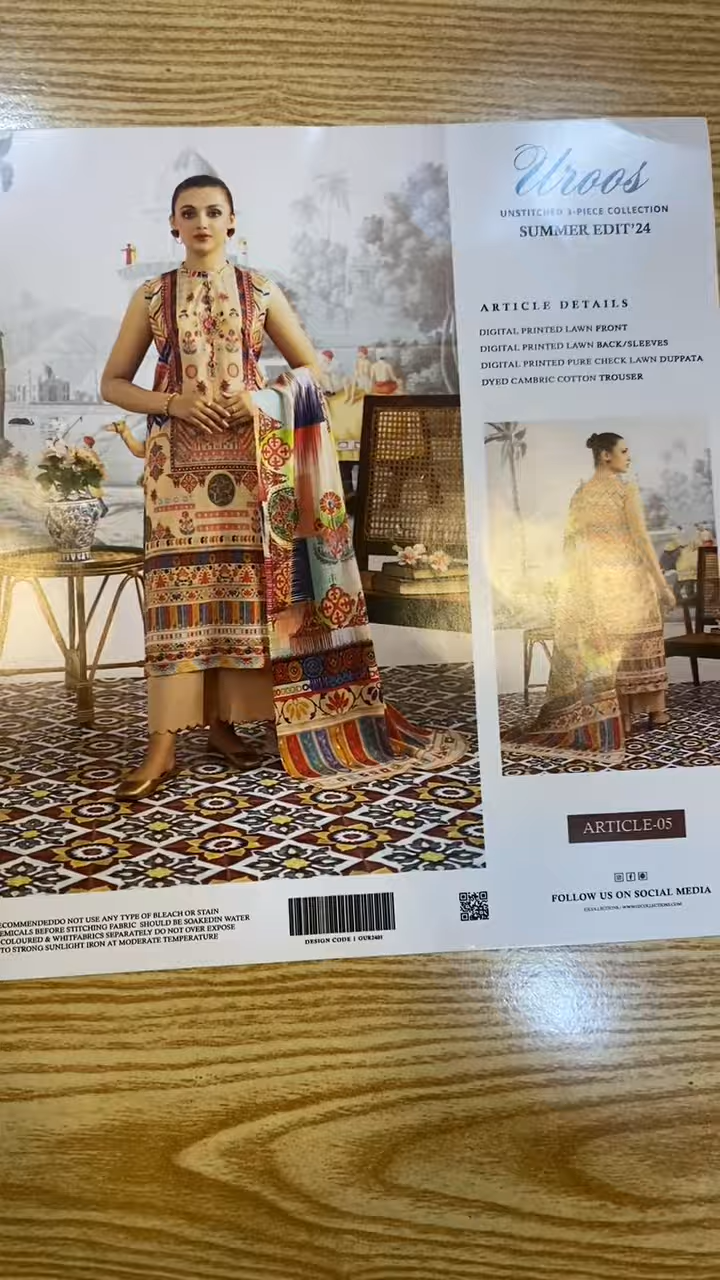 Uroos
UNSTITCHED 3-PIECE COLLECTION
SUMMER EDIT'24
ARTICLE DETAILS
DIGITAL PRINTED LAWN FRONT
DIGITAL PRINTED LAWN BACK/SLEEVES
DIGITAL PRINTED PURE CHECK LAWN DUPPATA
DYED CAMBRIC COTTON TROUSER
ARTICLE-05
FOLLOW US ON SOCIAL MEDIA
ECOMMENDEDDO NOT USE ANY TYPE OF BLEACH OR STAIN
EMICALS BEFORE STITCHING FABRIC SHOULD BE SOAKEDIN WATER
COLOURED & WHITFABRICS SEPARATELY DO NOT OVER EXPOSE
TO STRONG SUNLIGHT IRON AT MODERATE TEMPERATURE
DESIGN CODE | GUR2401